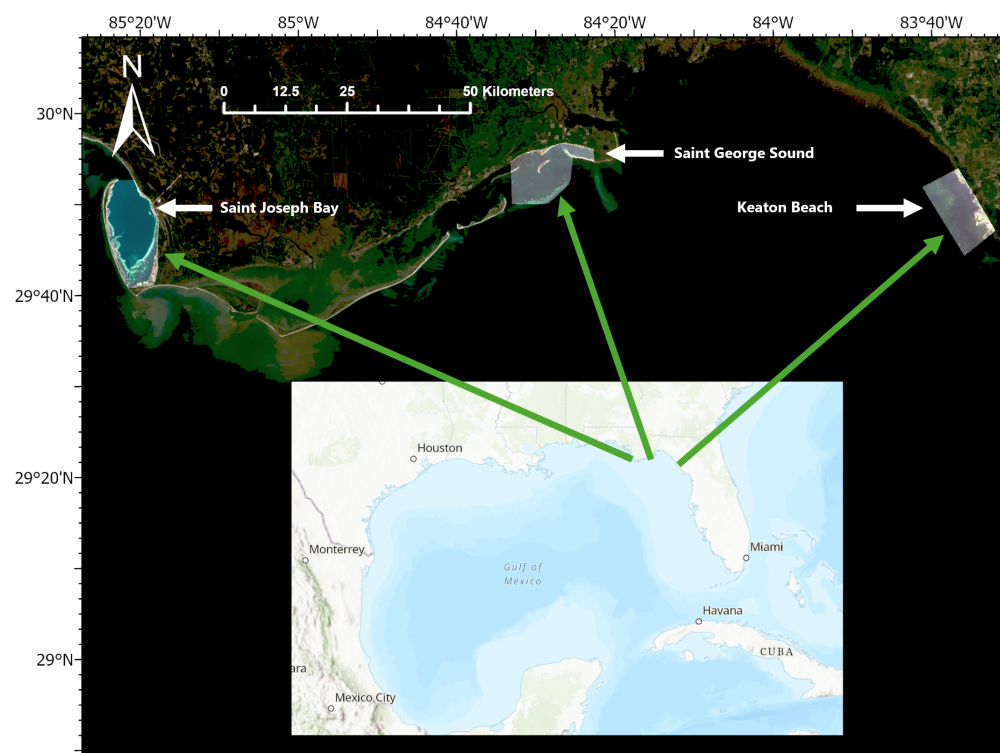 85°20'W 85°W 84°40'W 84°20'W 84°W 83°40'W
N
0 12.5 25 50 Kilometers
30°N
Saint George Sound
Saint Joseph Bay
Keaton Beach
29°40'N
Houston
29°20'N
Monterrey
Miami
Gulf of
Mexico
Havana
CUBA
29°N
ara
Mexico City